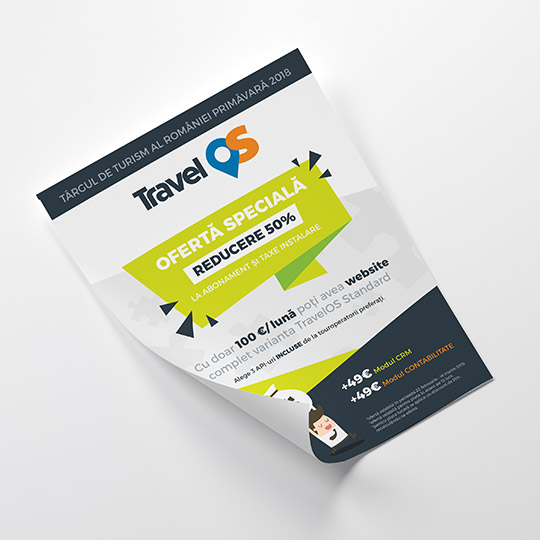 TÂRGUL DE TURISM AL ROMÂNIEI PRIMĂVARĂ 2018
Travel OS
OFERTĂ SPECIALĂ
REDUCERE 50%
LA ABONAMENT ȘI TAXE INSTALARE
Cu doar 100 €/lună poți avea website
complet varianta TravelOS Standard
Alege 3 API-uri INCLUSE de la touroperatorii preferați.
+49€ Modul CRM
+49€ Modul CONTABILITATE